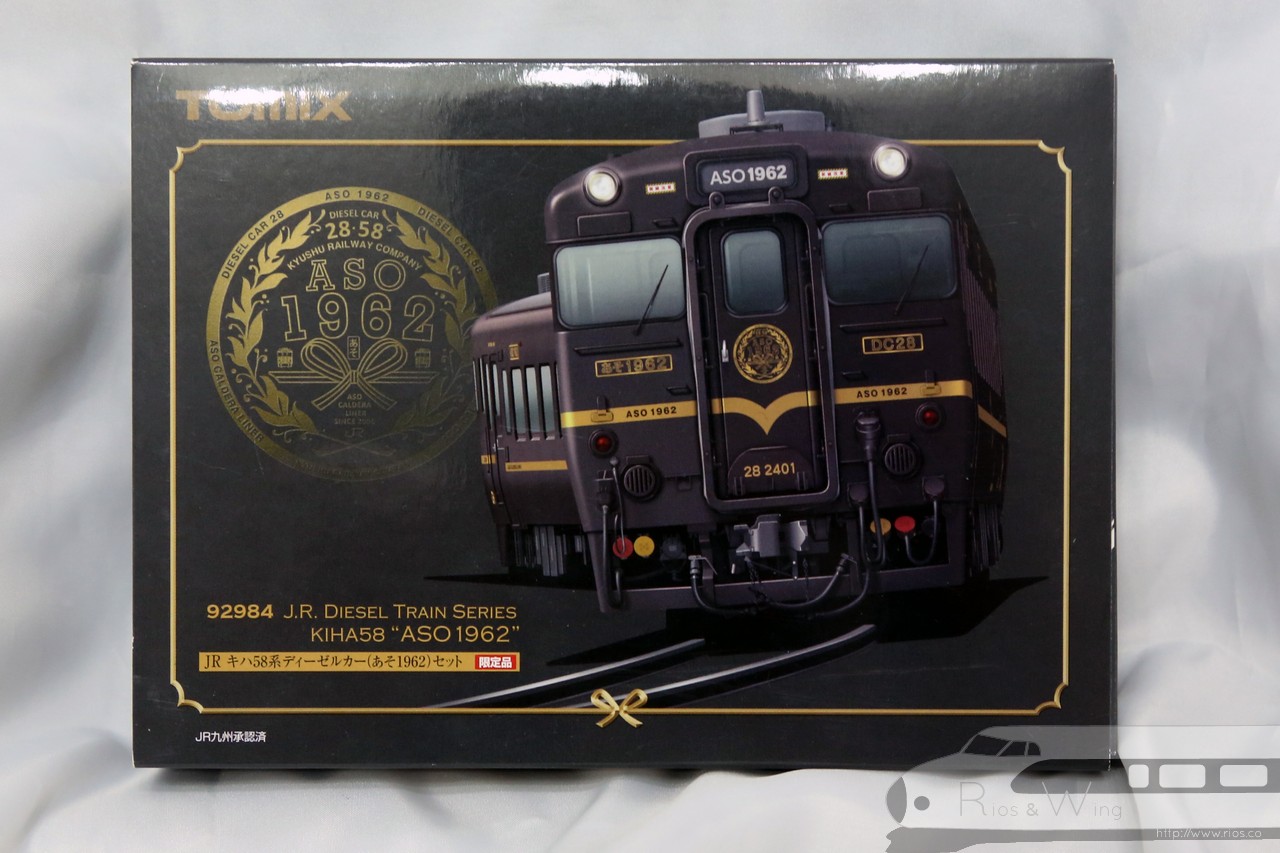 TOMIX
ASO 1962
DIESEL CAR 28
DIESEL CAR 58
DIESEL CAR
28·58
KYUSHU RAILWAY COMPANY
ASO
1962
あそ
ASO
CALDERA
LINER
ASO CALDERA LINER
ASO 1962
あそ1962
DC28
ASO 1962
ASO 1962
28 2401
92984 J.R. DIESEL TRAIN SERIES
KIHA58 “ASO 1962”
JR キハ58系ディーゼルカー(あそ1962)セット 限定品
JR九州承認済
Rios & Wing
http://www.rios.co